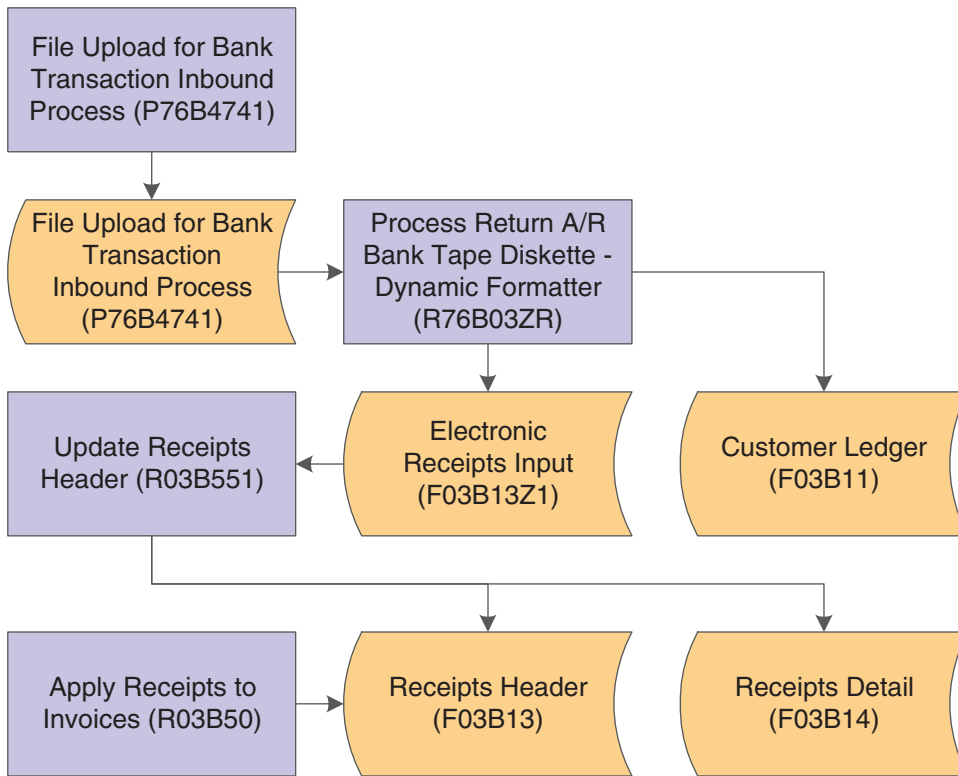 File Upload for Bank
Transaction Inbound
Process (P76B4741)
File Upload for Bank
Transaction
Inbound Process
(P76B4741)
Process Return A/R
Bank Tape Diskette -
Dynamic Formatter
(R76B03ZR)
Update Receipts
Header (R03B551)
Electronic
Receipts Input
(F03B13Z1)
Customer Ledger
(F03B11)
Apply Receipts to
Invoices (R03B50)
Receipts Header
(F03B13)
Receipts Detail
(F03B14)